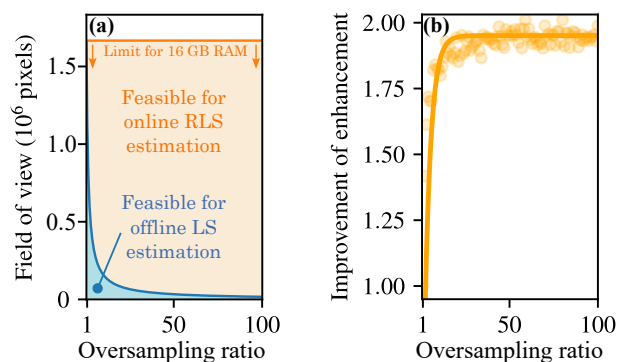 (a)
Limit for 16 GB RAM
Feasible for
online RLS
estimation
Feasible for
offline LS
estimation
Field of view (10⁶ pixels)
1.5
1.0
0.5
0
1
50
100
Oversampling ratio
(b)
Improvement of enhancement
2.00
1.75
1.50
1.25
1.00
1
50
100
Oversampling ratio